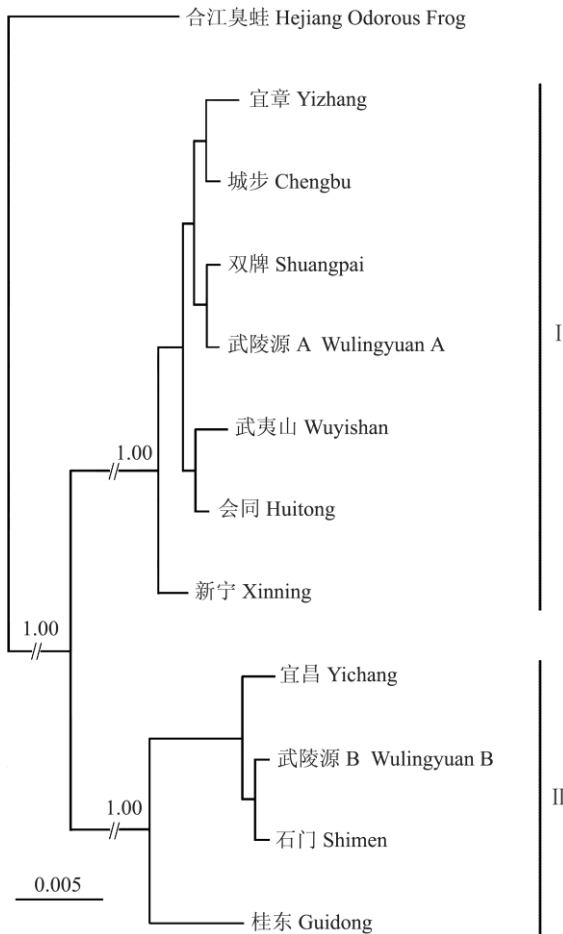 合江臭蛙 Hejiang Odorous Frog
宜章 Yizhang
城步 Chengbu
双牌 Shuangpai
Ⅰ
武陵源 A Wulingyuan A
武夷山 Wuyishan
1.00
会同 Huitong
新宁 Xinning
1.00
宜昌 Yichang
武陵源 B Wulingyuan B
Ⅱ
1.00
石门 Shimen
0.005
桂东 Guidong